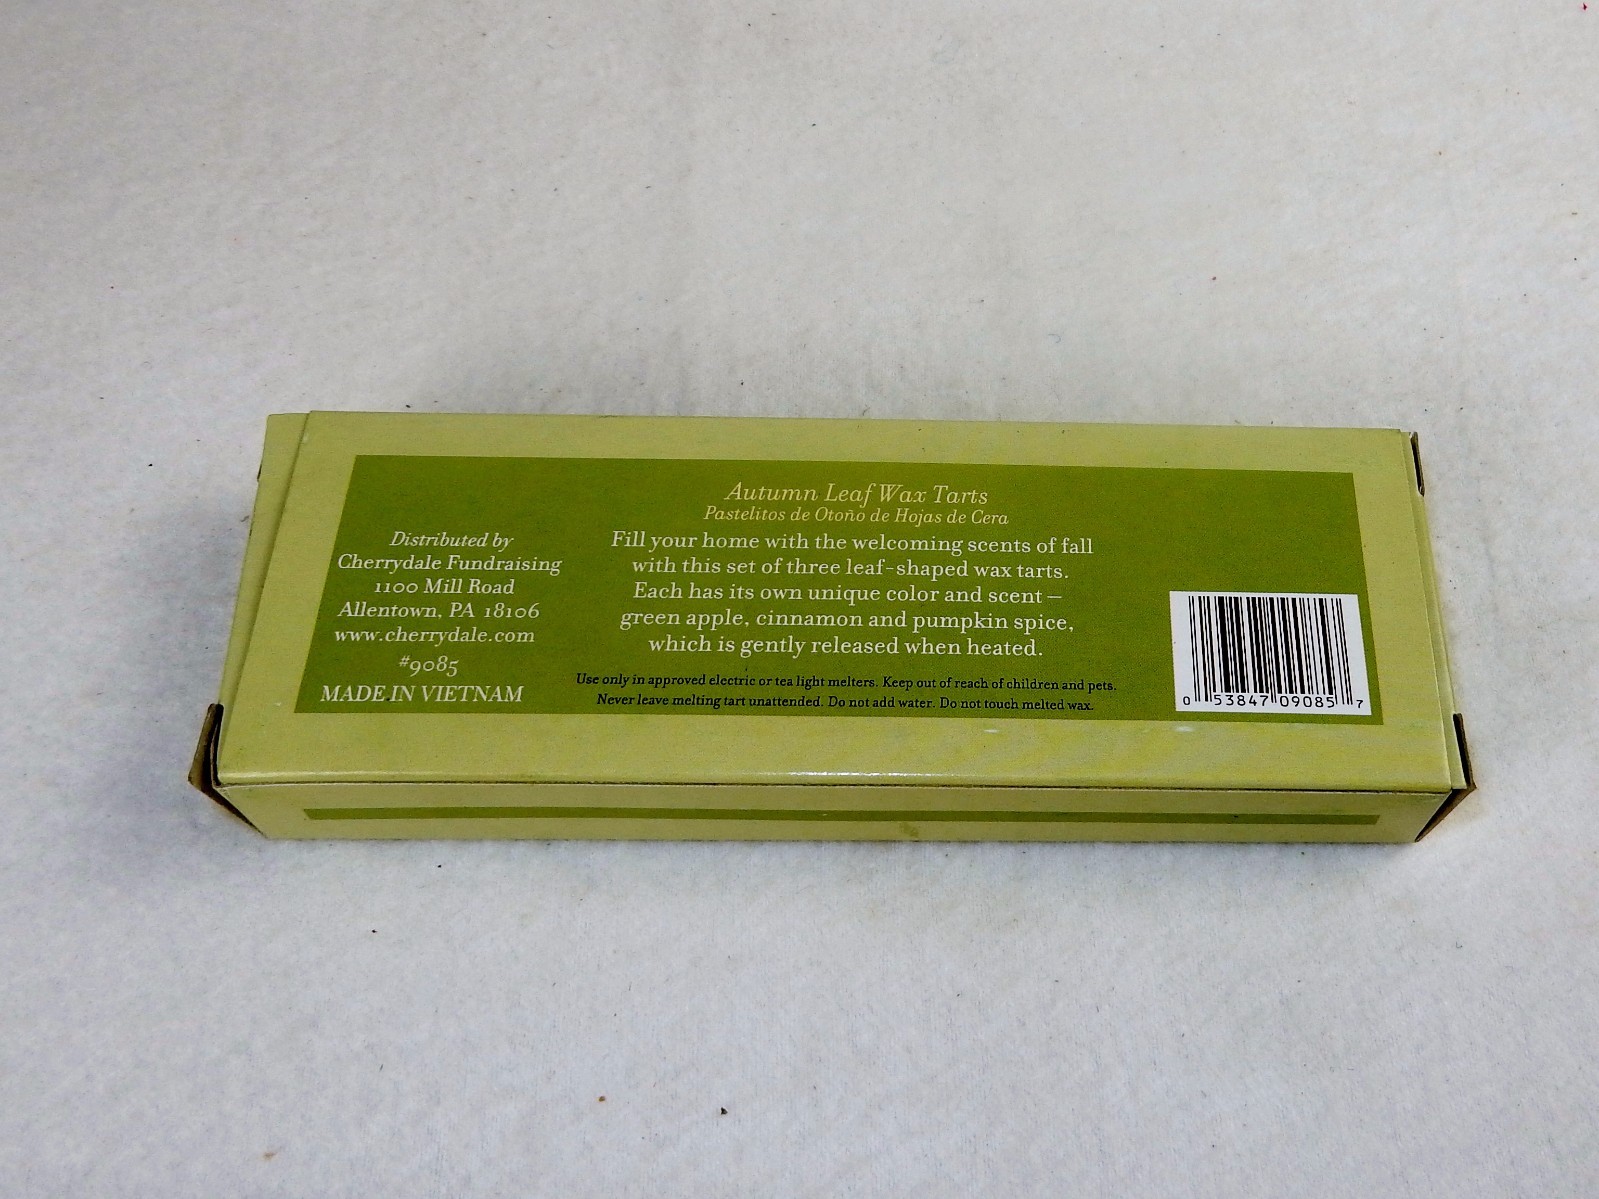 Distributed by
Cherrydale Fundraising
1100 Mill Road
Allentown, PA 18106
www.cherrydale.com
#9085
MADE IN VIETNAM
Autumn Leaf Wax Tarts
Pastelitos de Otoño de Hojas de Cera
Fill your home with the welcoming scents of fall
with this set of three leaf-shaped wax tarts.
Each has its own unique color and scent —
green apple, cinnamon and pumpkin spice,
which is gently released when heated.
Use only in approved electric or tea light melters. Keep out of reach of children and pets.
Never leave melting tart unattended. Do not add water. Do not touch melted wax.
0 53847 09085 7